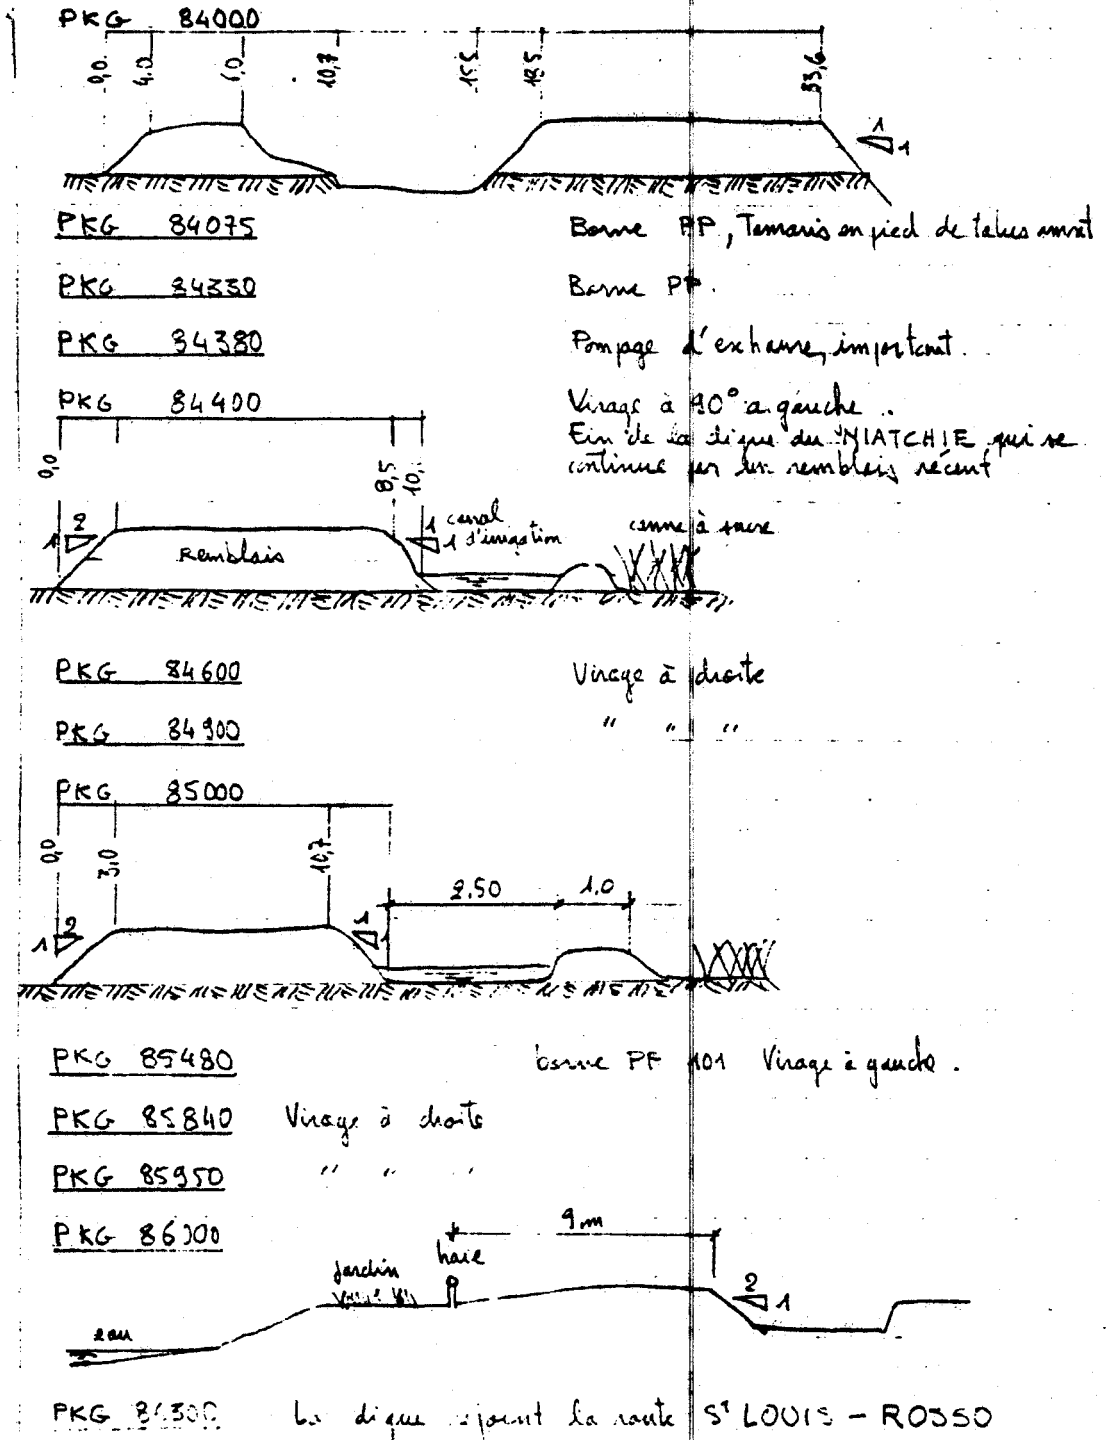 PKG 84000
0,0 4.0 10,7 15,5 18,5 33,6
1
1
PKG 84075 Borne PP, Tamaris en pied de talus amont
PKG 84330 Borne PP.
PKG 84380 Pompage d'exhaure, important.
PKG 84400 Virage à 90° a gauche.
Fin de la digue du NIATCHIE qui se
continue par un remblais récent
0,0 8,5 10,
1 2
Remblais
1
1
canal
d'irrigation
canne à sucre
PKG 84600 Virage à droite
PKG 84900 " " "
PKG 85000
0,0 3,0 10,7
2.50 1.0
1 2
1
1
PKG 85480 borne PF 101 Virage à gauche.
PKG 85840 Virage à droite
PKG 85950 " " "
PKG 86000
9m
jardin haie
2
1
eau
PKG 86300 La digue rejoint la route St LOUIS - ROSSO